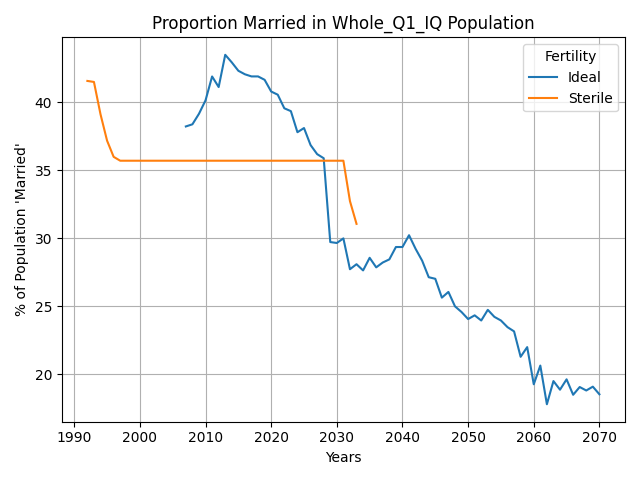 Proportion Married in Whole_Q1_IQ Population
% of Population 'Married'
40
35
30
25
20
Fertility
Ideal
Sterile
1990 2000 2010 2020 2030 2040 2050 2060 2070
Years